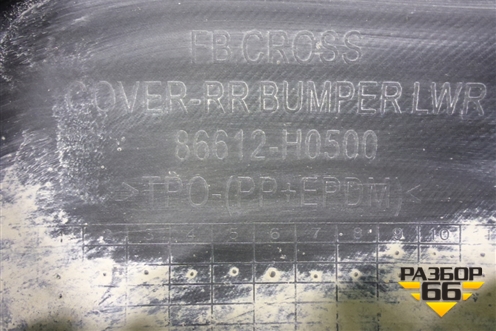 FB CROSS
COVER-RR BUMPER LWR
86612-H0500
>TPO-(PP+EPDM)<
2 3 4 5 6 7 8 9 10
РАЗБОР
66